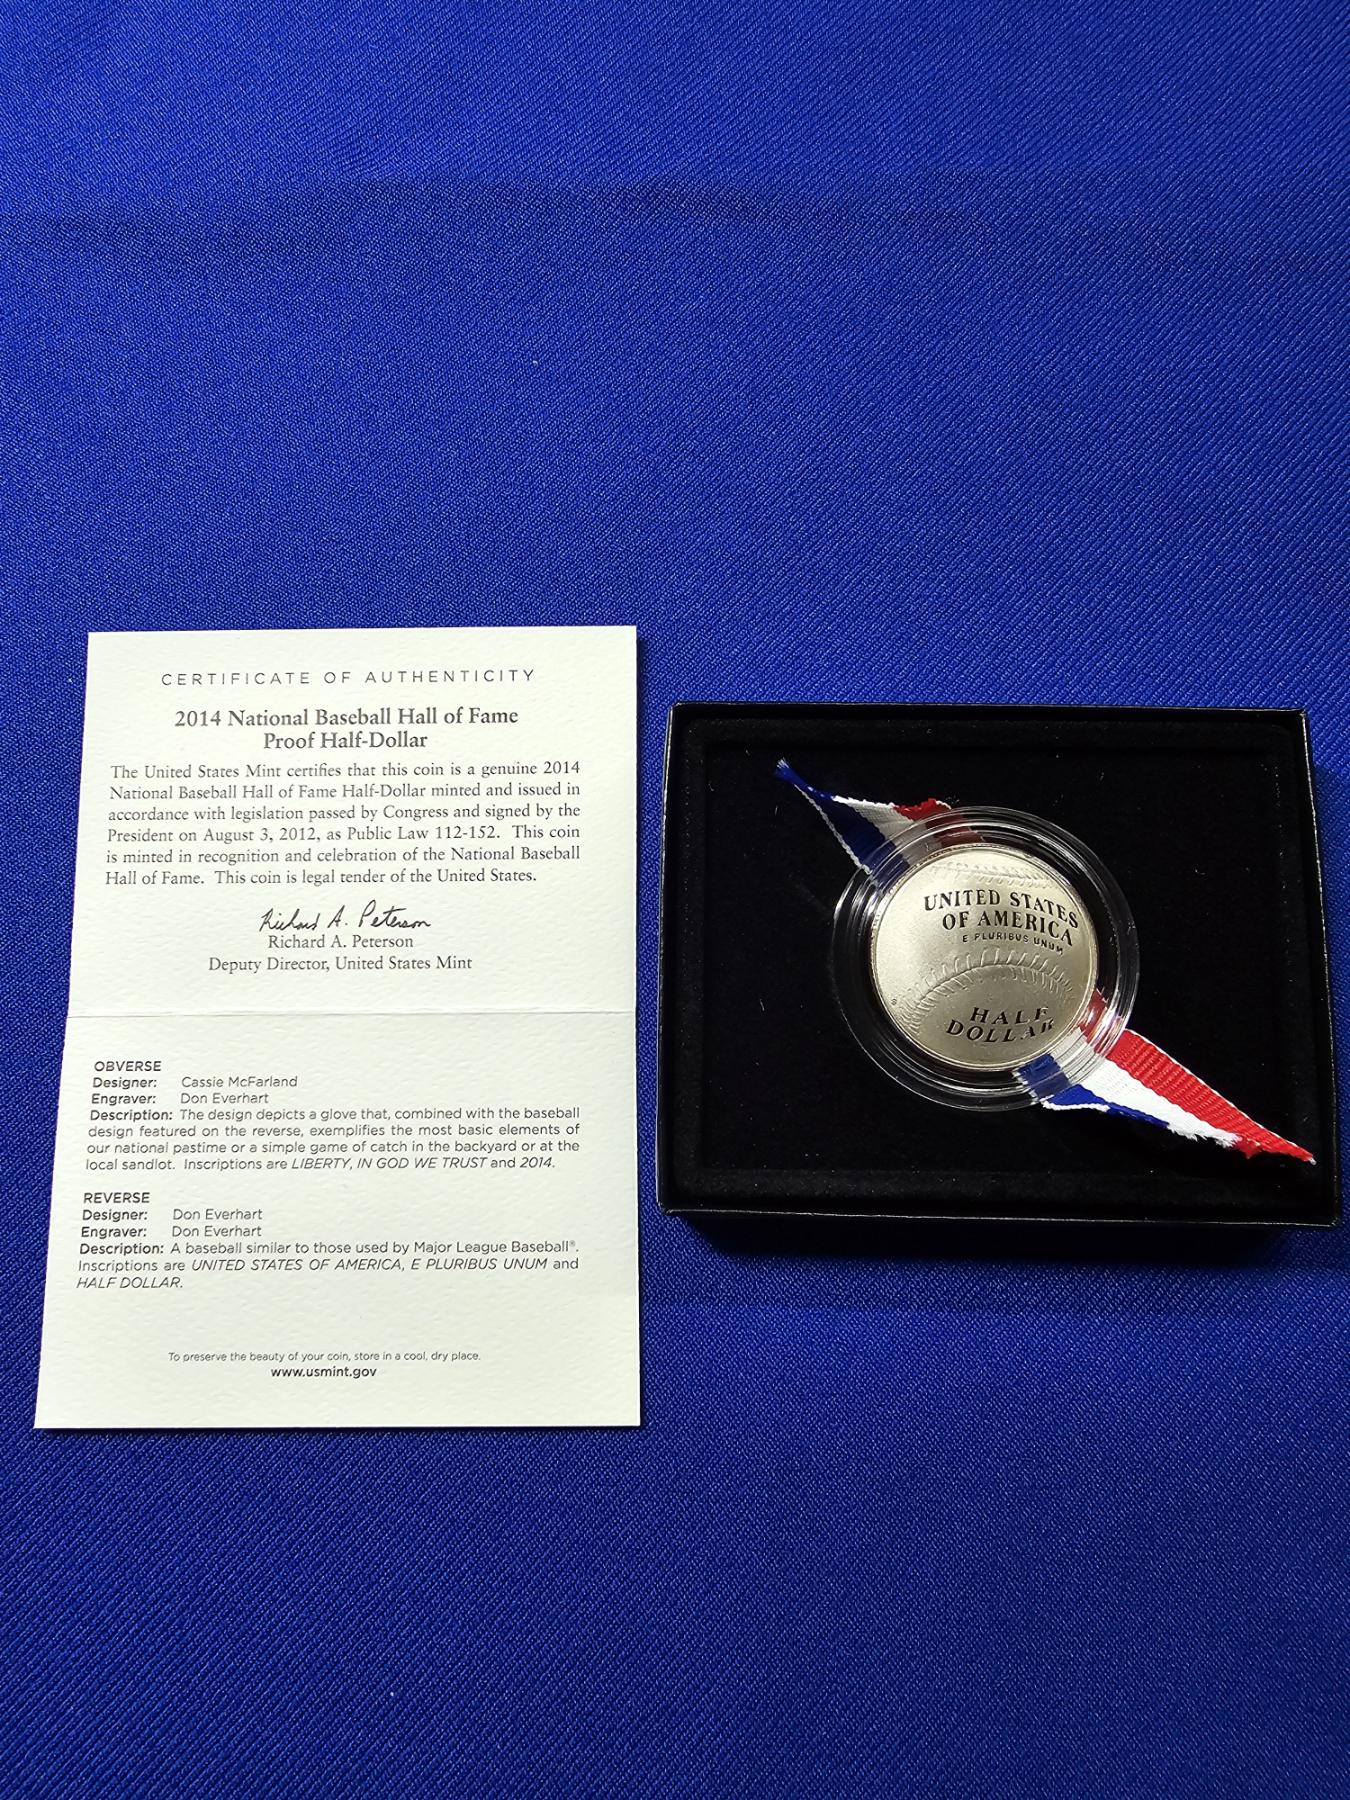 CERTIFICATE OF AUTHENTICITY
2014 National Baseball Hall of Fame
Proof Half-Dollar
The United States Mint certifies that this coin is a genuine 2014
National Baseball Hall of Fame Half-Dollar minted and issued in
accordance with legislation passed by Congress and signed by the
President on August 3, 2012, as Public Law 112-152. This coin
is minted in recognition and celebration of the National Baseball
Hall of Fame. This coin is legal tender of the United States.
Richard A. Peterson
Richard A. Peterson
Deputy Director, United States Mint
OBVERSE
Designer: Cassie McFarland
Engraver: Don Everhart
Description: The design depicts a glove that, combined with the baseball
design featured on the reverse, exemplifies the most basic elements of
our national pastime or a simple game of catch in the backyard or at the
local sandlot. Inscriptions are LIBERTY, IN GOD WE TRUST and 2014.
REVERSE
Designer: Don Everhart
Engraver: Don Everhart
Description: A baseball similar to those used by Major League Baseball®.
Inscriptions are UNITED STATES OF AMERICA, E PLURIBUS UNUM and
HALF DOLLAR.
To preserve the beauty of your coin, store in a cool, dry place.
www.usmint.gov
UNITED STATES
OF AMERICA
E PLURIBUS UNUM
HALF
DOLLAR